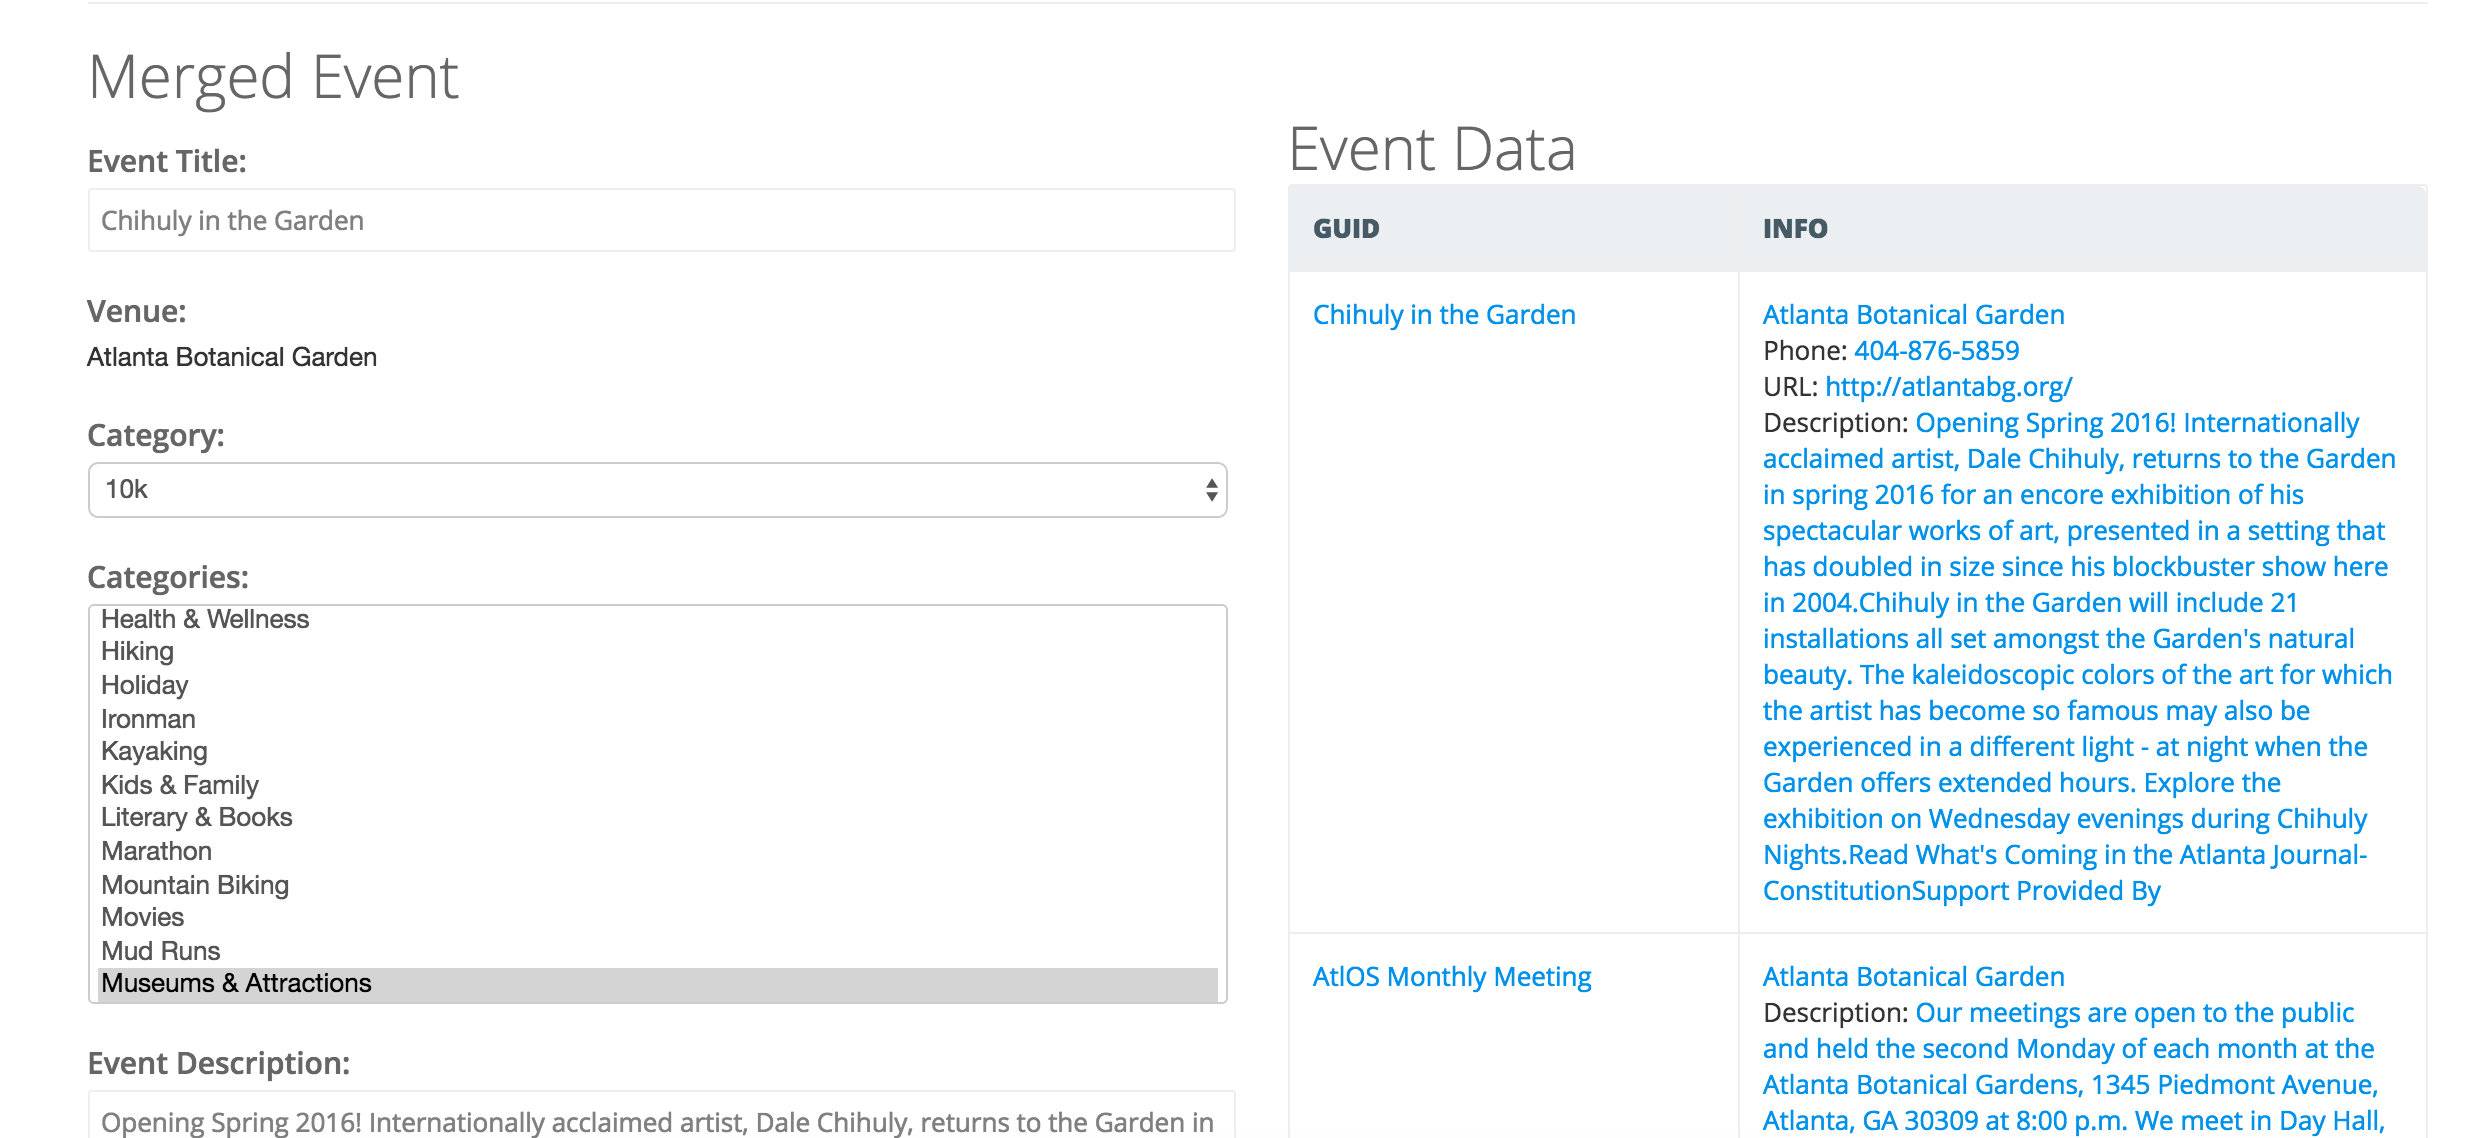 Merged Event
Event Title:
Chihuly in the Garden
Venue:
Atlanta Botanical Garden
Category:
10k
Categories:
Health & Wellness
Hiking
Holiday
Ironman
Kayaking
Kids & Family
Literary & Books
Marathon
Mountain Biking
Movies
Mud Runs
Museums & Attractions
Event Description:
Opening Spring 2016! Internationally acclaimed artist, Dale Chihuly, returns to the Garden in
Event Data
GUID INFO
Chihuly in the Garden
Atlanta Botanical Garden
Phone: 404-876-5859
URL: http://atlantabg.org/
Description: Opening Spring 2016! Internationally
acclaimed artist, Dale Chihuly, returns to the Garden
in spring 2016 for an encore exhibition of his
spectacular works of art, presented in a setting that
has doubled in size since his blockbuster show here
in 2004.Chihuly in the Garden will include 21
installations all set amongst the Garden's natural
beauty. The kaleidoscopic colors of the art for which
the artist has become so famous may also be
experienced in a different light - at night when the
Garden offers extended hours. Explore the
exhibition on Wednesday evenings during Chihuly
Nights.Read What's Coming in the Atlanta Journal-
ConstitutionSupport Provided By
AtlOS Monthly Meeting
Atlanta Botanical Garden
Description: Our meetings are open to the public
and held the second Monday of each month at the
Atlanta Botanical Gardens, 1345 Piedmont Avenue,
Atlanta, GA 30309 at 8:00 p.m. We meet in Day Hall,